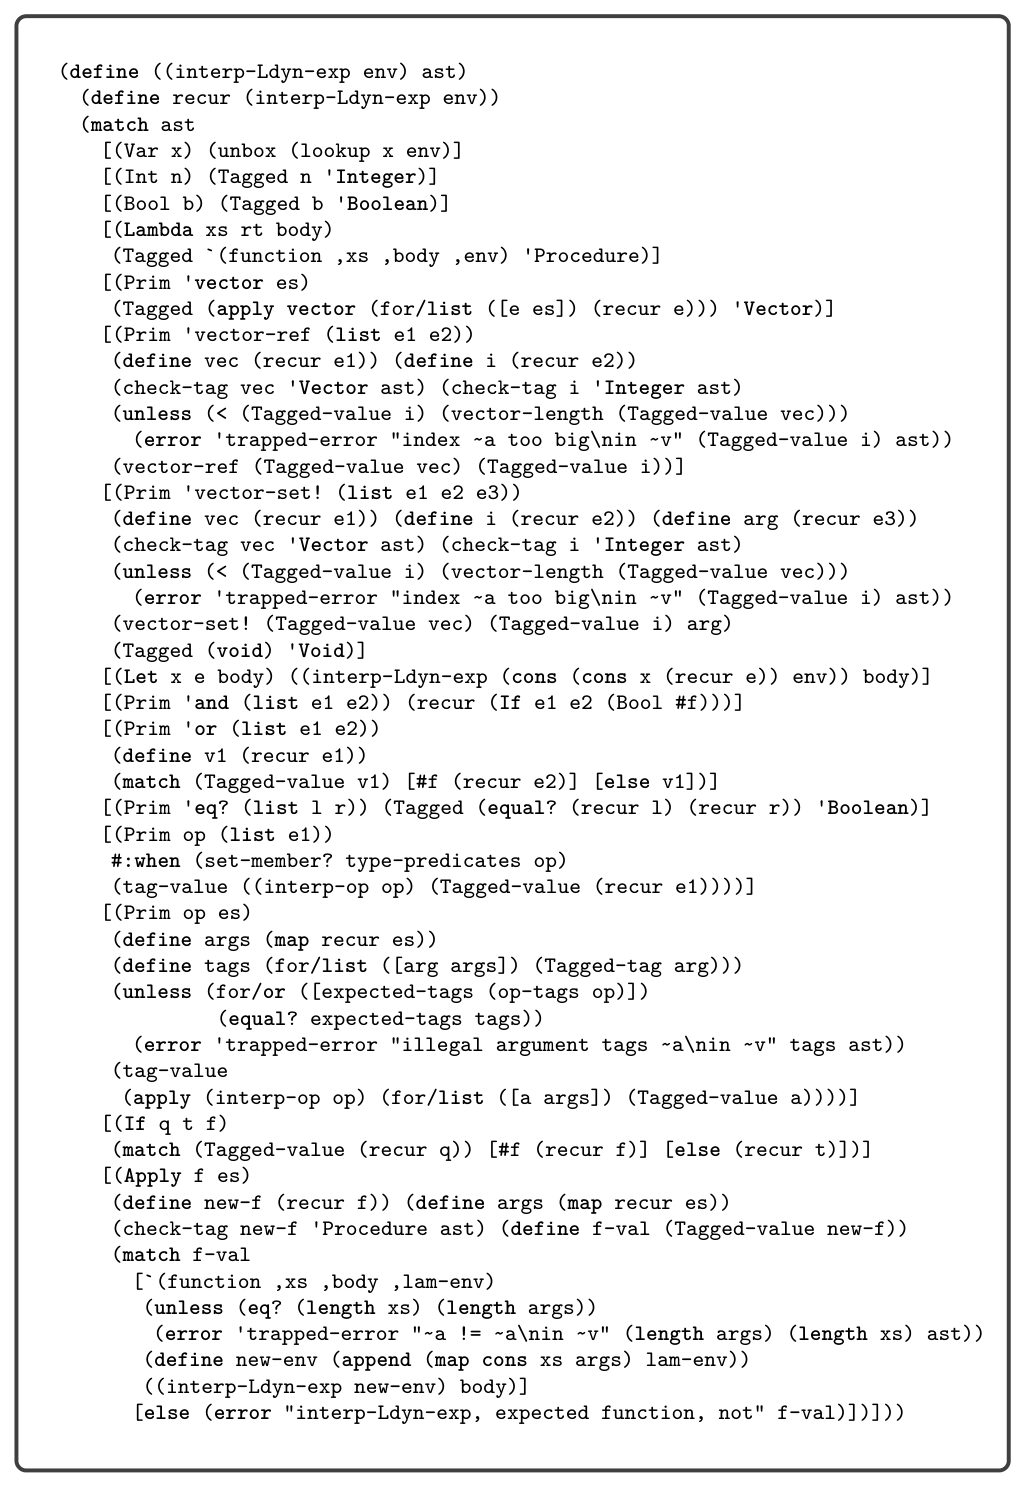 (define ((interp-Ldyn-exp env) ast)
  (define recur (interp-Ldyn-exp env))
  (match ast
    [(Var x) (unbox (lookup x env)]
    [(Int n) (Tagged n 'Integer)]
    [(Bool b) (Tagged b 'Boolean)]
    [(Lambda xs rt body)
     (Tagged `(function ,xs ,body ,env) 'Procedure)]
    [(Prim 'vector es)
     (Tagged (apply vector (for/list ([e es]) (recur e))) 'Vector)]
    [(Prim 'vector-ref (list e1 e2))
     (define vec (recur e1)) (define i (recur e2))
     (check-tag vec 'Vector ast) (check-tag i 'Integer ast)
     (unless (< (Tagged-value i) (vector-length (Tagged-value vec)))
       (error 'trapped-error "index ~a too big\nin ~v" (Tagged-value i) ast))
     (vector-ref (Tagged-value vec) (Tagged-value i))]
    [(Prim 'vector-set! (list e1 e2 e3))
     (define vec (recur e1)) (define i (recur e2)) (define arg (recur e3))
     (check-tag vec 'Vector ast) (check-tag i 'Integer ast)
     (unless (< (Tagged-value i) (vector-length (Tagged-value vec)))
       (error 'trapped-error "index ~a too big\nin ~v" (Tagged-value i) ast))
     (vector-set! (Tagged-value vec) (Tagged-value i) arg)
     (Tagged (void) 'Void)]
    [(Let x e body) ((interp-Ldyn-exp (cons (cons x (recur e)) env)) body)]
    [(Prim 'and (list e1 e2)) (recur (If e1 e2 (Bool #f)))]
    [(Prim 'or (list e1 e2))
     (define v1 (recur e1))
     (match (Tagged-value v1) [#f (recur e2)] [else v1])]
    [(Prim 'eq? (list l r)) (Tagged (equal? (recur l) (recur r)) 'Boolean)]
    [(Prim op (list e1))
     #:when (set-member? type-predicates op)
     (tag-value ((interp-op op) (Tagged-value (recur e1))))]
    [(Prim op es)
     (define args (map recur es))
     (define tags (for/list ([arg args]) (Tagged-tag arg)))
     (unless (for/or ([expected-tags (op-tags op)])
               (equal? expected-tags tags))
       (error 'trapped-error "illegal argument tags ~a\nin ~v" tags ast))
     (tag-value
      (apply (interp-op op) (for/list ([a args]) (Tagged-value a))))]
    [(If q t f)
     (match (Tagged-value (recur q)) [#f (recur f)] [else (recur t)])]
    [(Apply f es)
     (define new-f (recur f)) (define args (map recur es))
     (check-tag new-f 'Procedure ast) (define f-val (Tagged-value new-f))
     (match f-val
       [`(function ,xs ,body ,lam-env)
        (unless (eq? (length xs) (length args))
         (error 'trapped-error "~a != ~a\nin ~v" (length args) (length xs) ast))
        (define new-env (append (map cons xs args) lam-env))
        ((interp-Ldyn-exp new-env) body)]
       [else (error "interp-Ldyn-exp, expected function, not" f-val)])]))